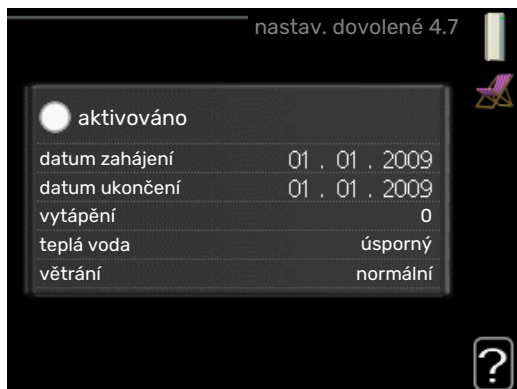 nastav. dovolené 4.7
aktivováno
datum zahájení 01 . 01 . 2009
datum ukončení 01 . 01 . 2009
vytápění 0
teplá voda úsporný
větrání normální
?